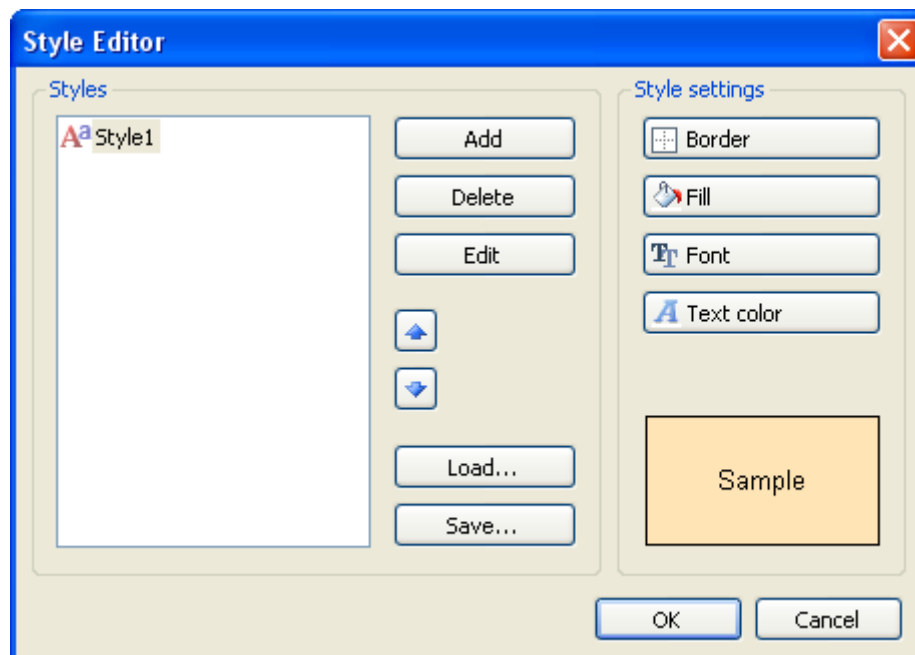 Style Editor
Styles
Style1
Add
Delete
Edit
Load...
Save...
Style settings
Border
Fill
Font
Text color
Sample
OK
Cancel